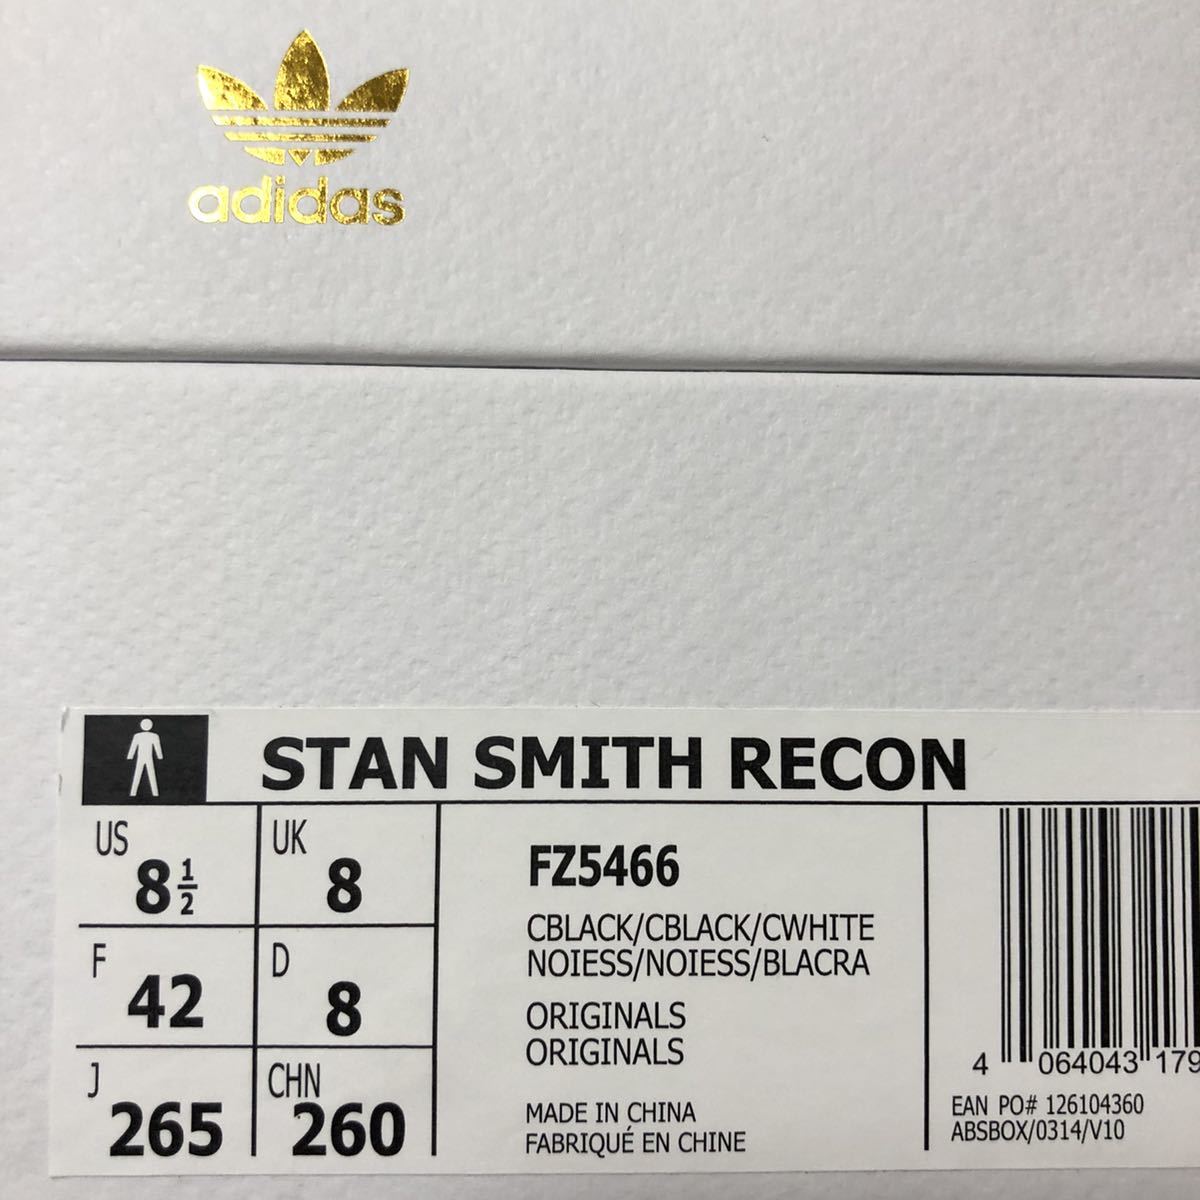 adidas
STAN SMITH RECON
US 8½
UK 8
F 42
D 8
J 265
CHN 260
FZ5466
CBLACK/CBLACK/CWHITE
NOIESS/NOIESS/BLACRA
ORIGINALS
ORIGINALS
MADE IN CHINA
FABRIQUÉ EN CHINE
4 064043 179
EAN PO# 126104360
ABSBOX/0314/V10